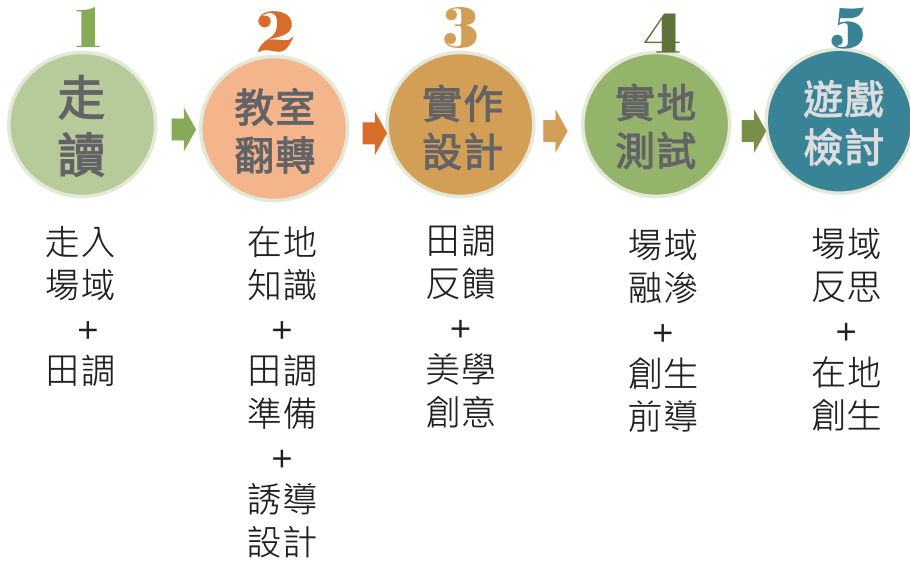 1
走
讀
走入
場域
+
田調
2
教室
翻轉
在地
知識
+
田調
準備
+
誘導
設計
3
實作
設計
田調
反饋
+
美學
創意
4
實地
測試
場域
融滲
+
創生
前導
5
遊戲
檢討
場域
反思
+
在地
創生